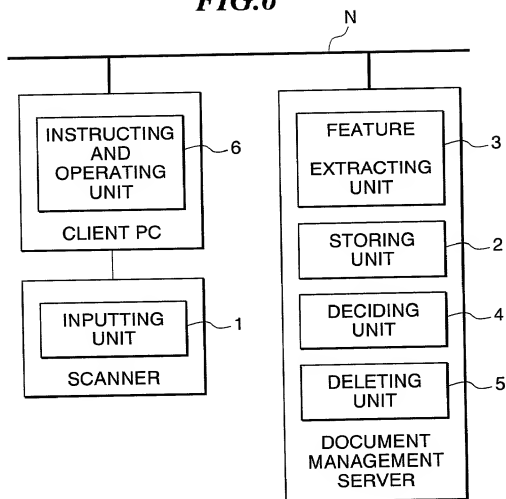 FIG.6
N
INSTRUCTING
AND
OPERATING
UNIT
6
CLIENT PC
INPUTTING
UNIT
1
SCANNER
FEATURE
EXTRACTING
UNIT
3
STORING
UNIT
2
DECIDING
UNIT
4
DELETING
UNIT
5
DOCUMENT
MANAGEMENT
SERVER